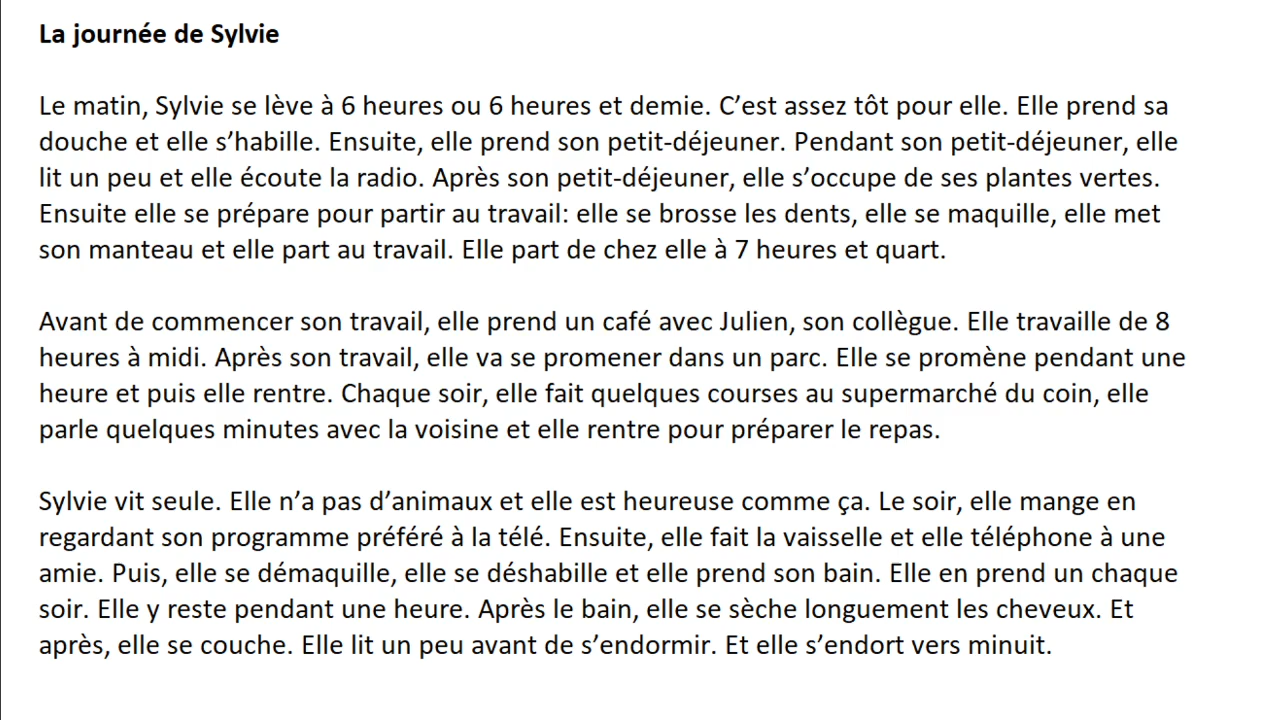 La journée de Sylvie
Le matin, Sylvie se lève à 6 heures ou 6 heures et demie. C’est assez tôt pour elle. Elle prend sa
douche et elle s’habille. Ensuite, elle prend son petit-déjeuner. Pendant son petit-déjeuner, elle
lit un peu et elle écoute la radio. Après son petit-déjeuner, elle s’occupe de ses plantes vertes.
Ensuite elle se prépare pour partir au travail: elle se brosse les dents, elle se maquille, elle met
son manteau et elle part au travail. Elle part de chez elle à 7 heures et quart.
Avant de commencer son travail, elle prend un café avec Julien, son collègue. Elle travaille de 8
heures à midi. Après son travail, elle va se promener dans un parc. Elle se promène pendant une
heure et puis elle rentre. Chaque soir, elle fait quelques courses au supermarché du coin, elle
parle quelques minutes avec la voisine et elle rentre pour préparer le repas.
Sylvie vit seule. Elle n’a pas d’animaux et elle est heureuse comme ça. Le soir, elle mange en
regardant son programme préféré à la télé. Ensuite, elle fait la vaisselle et elle téléphone à une
amie. Puis, elle se démaquille, elle se déshabille et elle prend son bain. Elle en prend un chaque
soir. Elle y reste pendant une heure. Après le bain, elle se sèche longuement les cheveux. Et
après, elle se couche. Elle lit un peu avant de s’endormir. Et elle s’endort vers minuit.